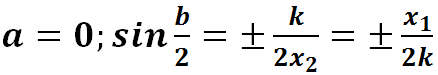 a = 0; sin b/2 = ± k/2x₂ = ± x₁/2k